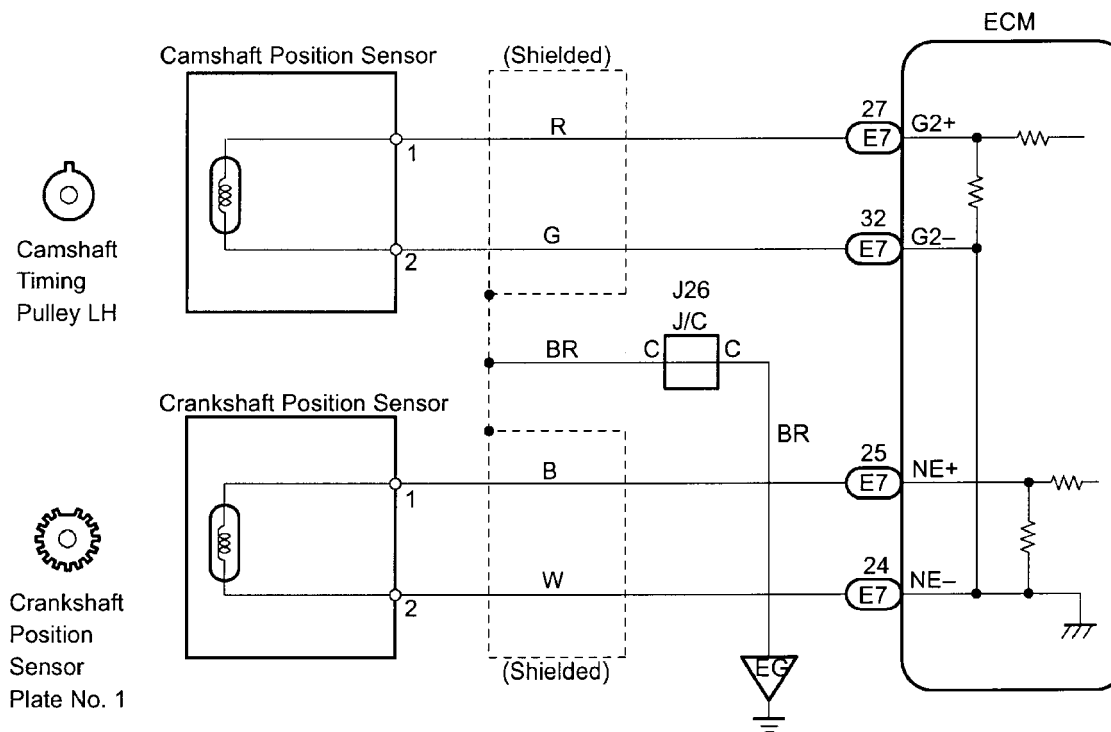 ECM
Camshaft Position Sensor
(Shielded)
R
1
27
E7
G2+
G
2
32
E7
G2–
Camshaft
Timing
Pulley LH
J26
J/C
BR
C
C
BR
Crankshaft Position Sensor
B
1
25
E7
NE+
W
2
24
E7
NE–
Crankshaft
Position
Sensor
Plate No. 1
(Shielded)
EG